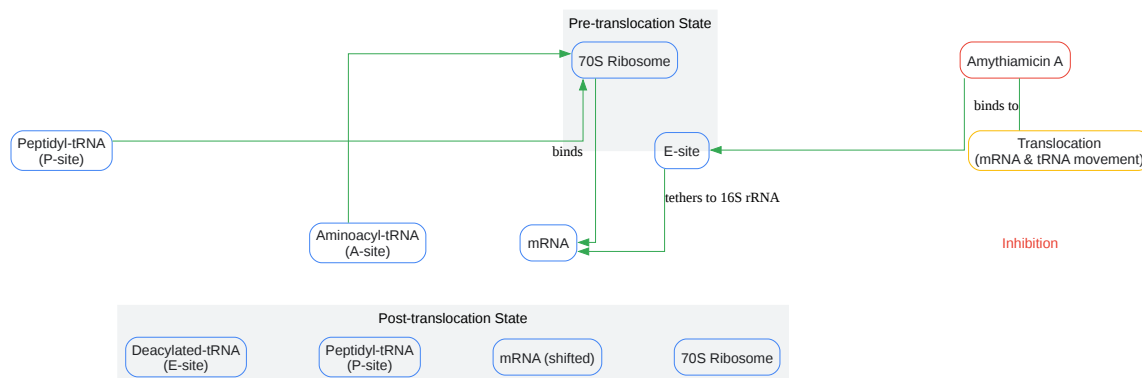 Pre-translocation State
70S Ribosome
Amythiamicin A
binds to
Peptidyl-tRNA
(P-site)
binds
E-site
Translocation
(mRNA & tRNA movement)
tethers to 16S rRNA
Aminoacyl-tRNA
(A-site)
mRNA
Inhibition
Post-translocation State
Deacylated-tRNA
(E-site)
Peptidyl-tRNA
(P-site)
mRNA (shifted)
70S Ribosome